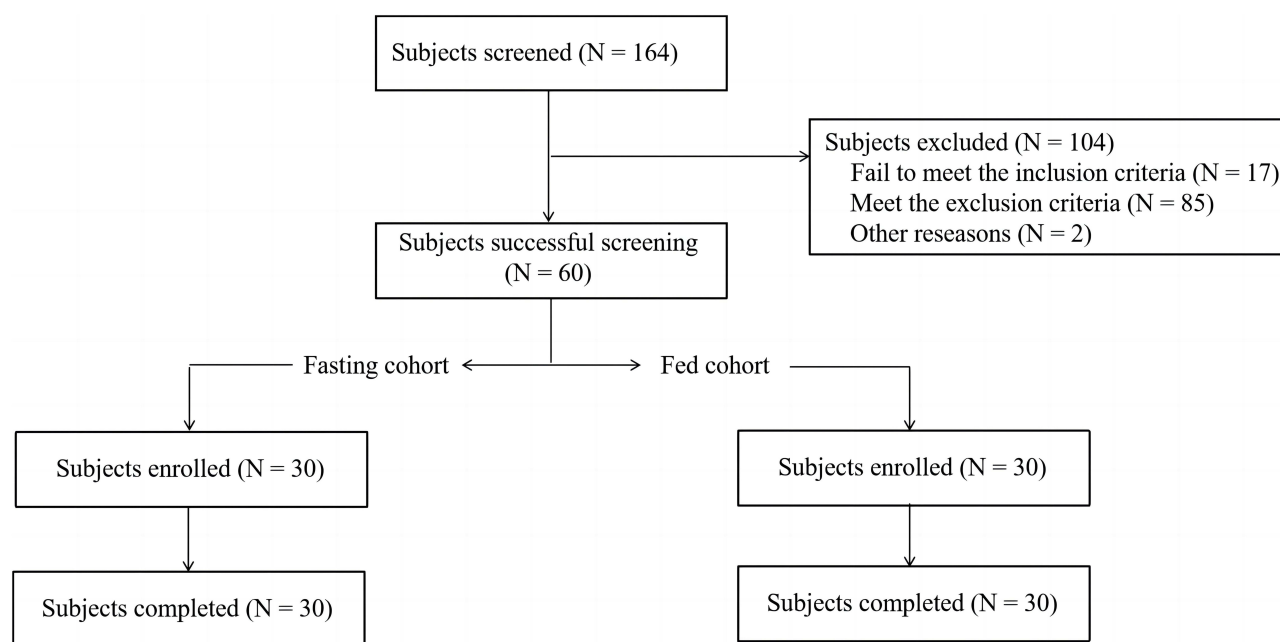 Subjects screened (N = 164)
Subjects excluded (N = 104)
Fail to meet the inclusion criteria (N = 17)
Meet the exclusion criteria (N = 85)
Other reseasons (N = 2)
Subjects successful screening
(N = 60)
Fasting cohort
Fed cohort
Subjects enrolled (N = 30)
Subjects enrolled (N = 30)
Subjects completed (N = 30)
Subjects completed (N = 30)